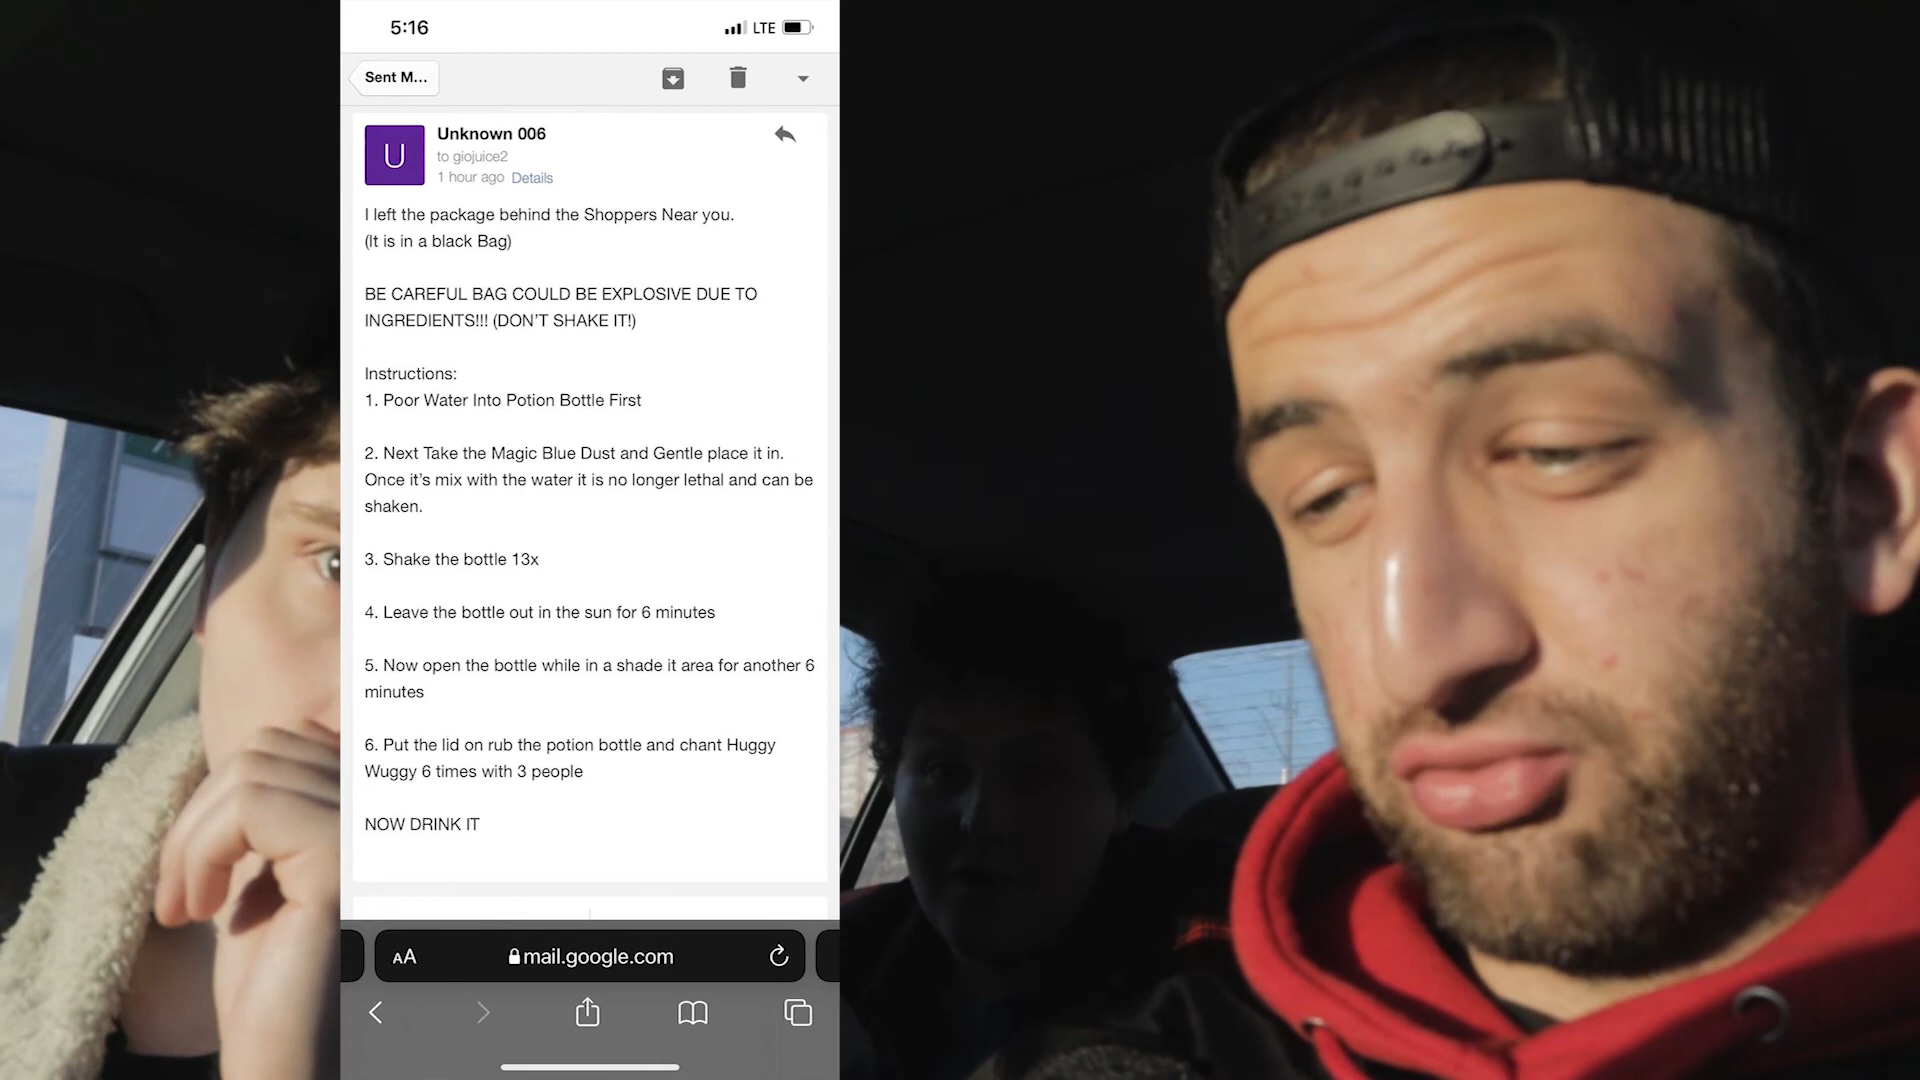 5:16
LTE
Sent M...
U
Unknown 006
to giojuice2
1 hour ago Details
I left the package behind the Shoppers Near you.
(It is in a black Bag)
BE CAREFUL BAG COULD BE EXPLOSIVE DUE TO
INGREDIENTS!!! (DON'T SHAKE IT!)
Instructions:
1. Poor Water Into Potion Bottle First
2. Next Take the Magic Blue Dust and Gentle place it in.
Once it's mix with the water it is no longer lethal and can be
shaken.
3. Shake the bottle 13x
4. Leave the bottle out in the sun for 6 minutes
5. Now open the bottle while in a shade it area for another 6
minutes
6. Put the lid on rub the potion bottle and chant Huggy
Wuggy 6 times with 3 people
NOW DRINK IT
AA
mail.google.com